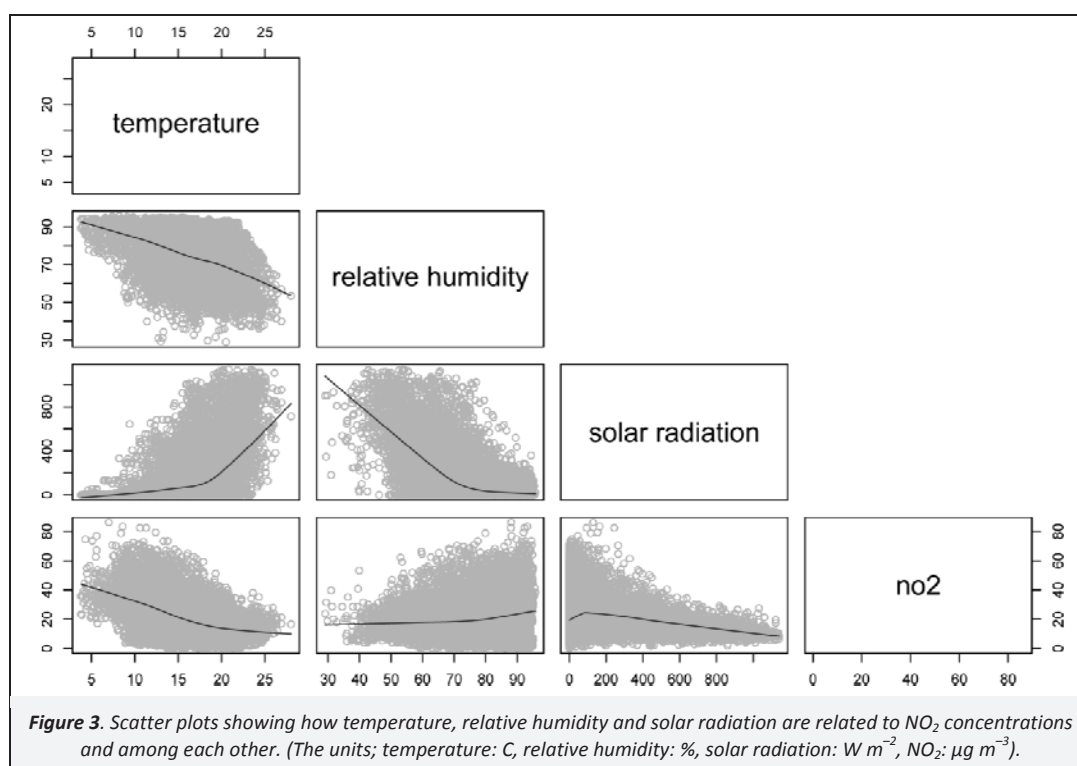 5 10 15 20 25
temperature
5 10 20
relative humidity
30 50 70 90
solar radiation
0 400 800
no2
0 20 40 60 80
0 20 40 60 80
5 10 15 20 25
30 40 50 60 70 80 90
0 200 400 600 800
0 20 40 60 80
Figure 3. Scatter plots showing how temperature, relative humidity and solar radiation are related to NO₂ concentrations
and among each other. (The units; temperature: C, relative humidity: %, solar radiation: W m⁻², NO₂: µg m⁻³).